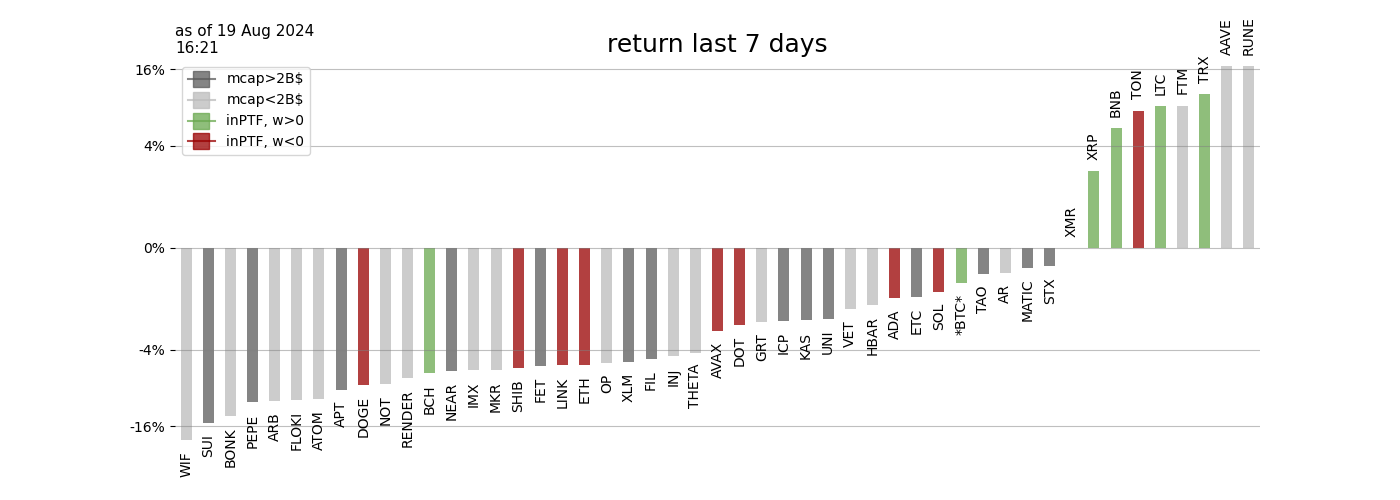 as of 19 Aug 2024
16:21
return last 7 days
mcap>2B$
mcap<2B$
inPTF, w>0
inPTF, w<0
16%
4%
0%
-4%
-16%
WIF
SUI
BONK
PEPE
ARB
FLOKI
ATOM
APT
DOGE
NOT
RENDER
BCH
NEAR
IMX
MKR
SHIB
FET
LINK
ETH
OP
XLM
FIL
INJ
THETA
AVAX
DOT
GRT
ICP
KAS
UNI
VET
HBAR
ADA
ETC
SOL
*BTC*
TAO
AR
MATIC
STX
XMR
XRP
BNB
TON
LTC
FTM
TRX
AAVE
RUNE